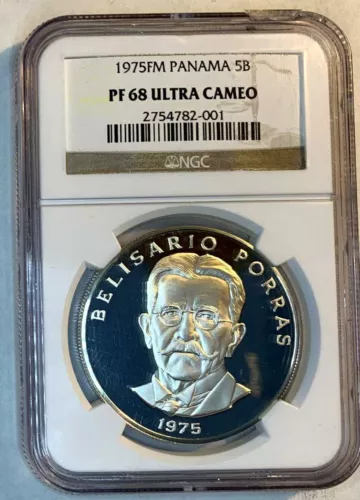 1975FM PANAMA 5B
PF 68 ULTRA CAMEO
2754782-001
NGC
BELISARIO PORRAS
1975